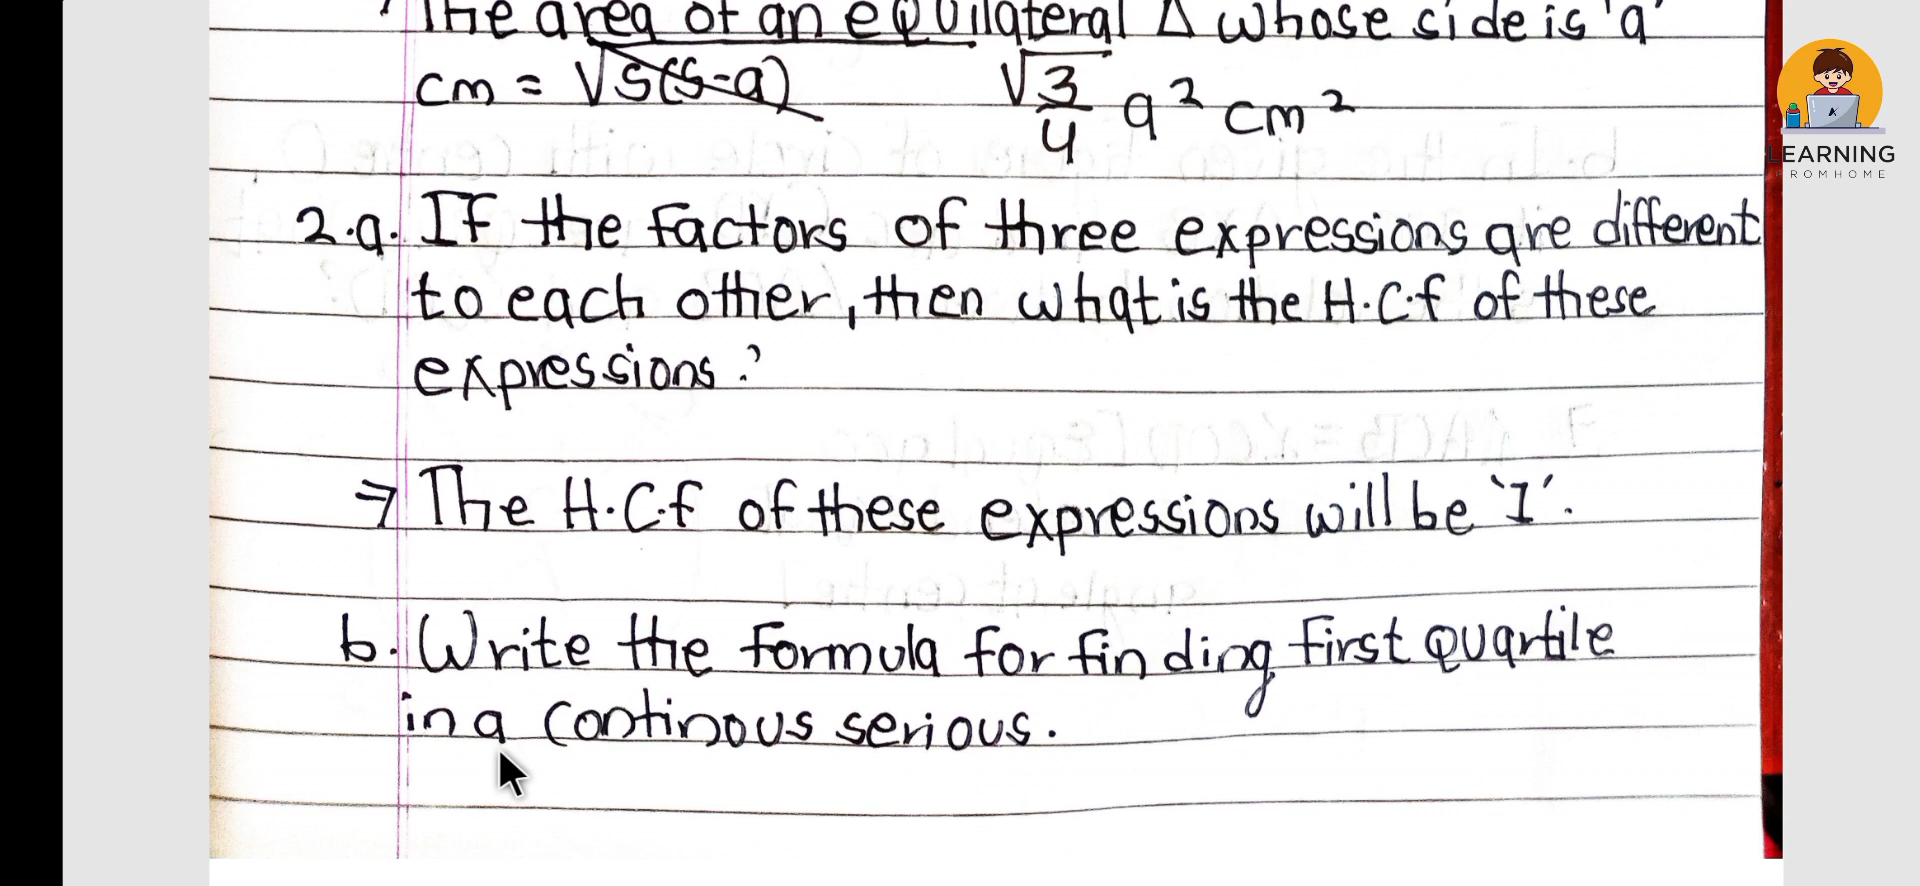 The area of an equilateral Δ whose side is 'a'
cm = √s(s-a) √3/4 a² cm²
LEARNING
ROMHOME
2.a. If the factors of three expressions are different
to each other, then what is the H.C.f of these
expressions?
⇒ The H.C.f of these expressions will be '1'.
b. Write the formula for finding first quartile
in a continous serious.